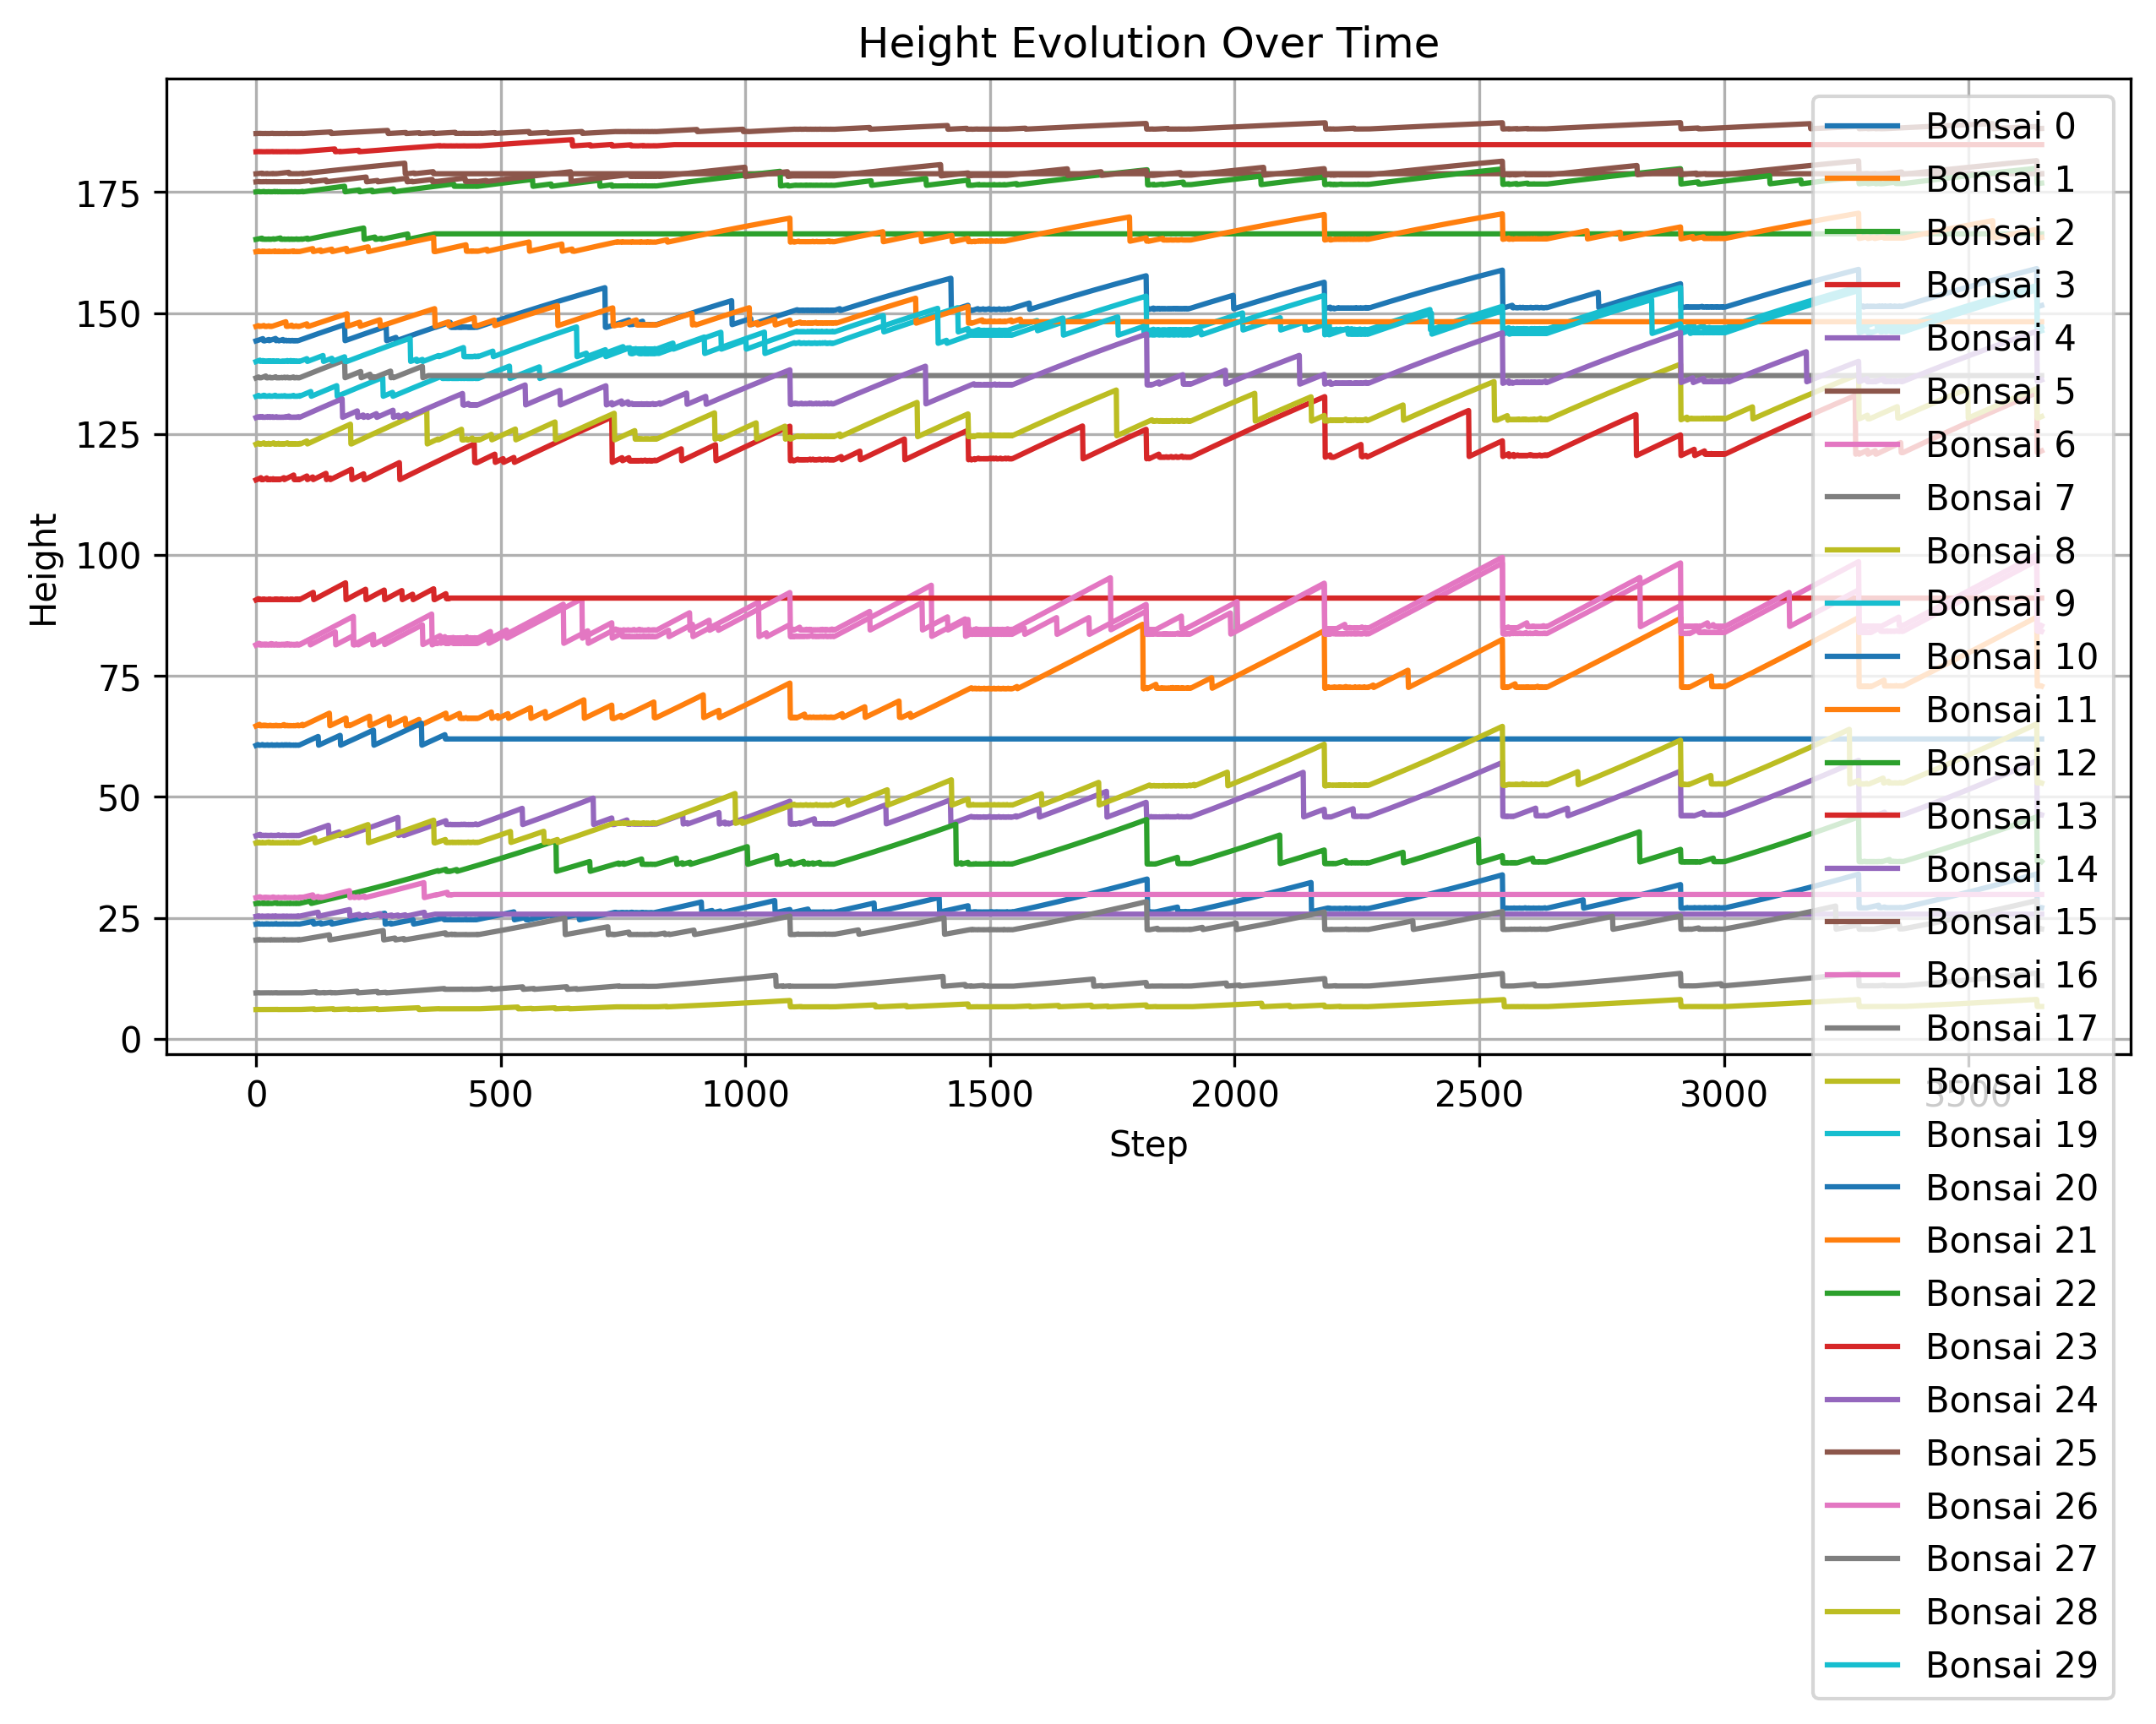 Height Evolution Over Time
Height
175
150
125
100
75
50
25
0
0 500 1000 1500 2000 2500 3000 3500
Step
Bonsai 0
Bonsai 1
Bonsai 2
Bonsai 3
Bonsai 4
Bonsai 5
Bonsai 6
Bonsai 7
Bonsai 8
Bonsai 9
Bonsai 10
Bonsai 11
Bonsai 12
Bonsai 13
Bonsai 14
Bonsai 15
Bonsai 16
Bonsai 17
Bonsai 18
Bonsai 19
Bonsai 20
Bonsai 21
Bonsai 22
Bonsai 23
Bonsai 24
Bonsai 25
Bonsai 26
Bonsai 27
Bonsai 28
Bonsai 29